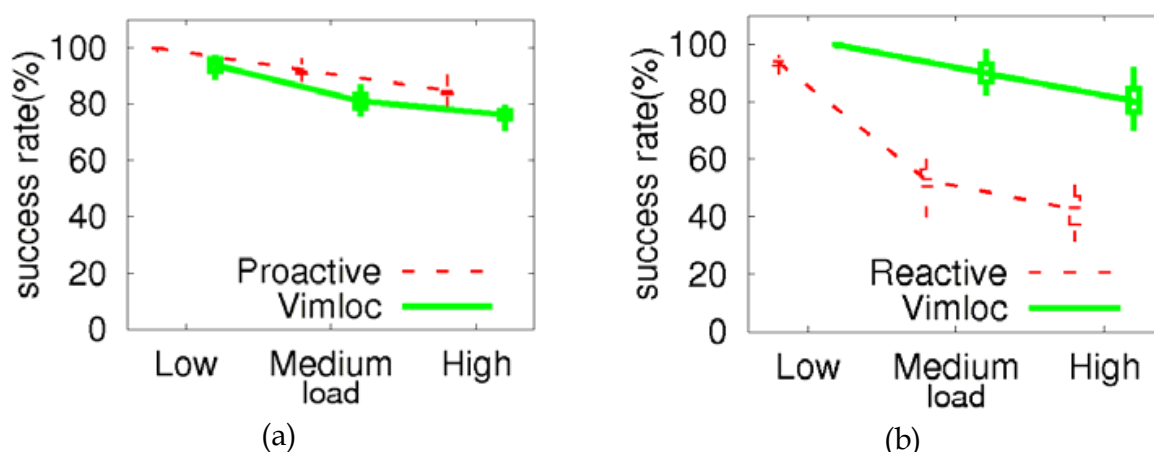 success rate(%)
100
80
60
40
20
0
Proactive
Vimloc
Low Medium High
load
(a)
success rate(%)
100
80
60
40
20
0
Reactive
Vimloc
Low Medium High
load
(b)